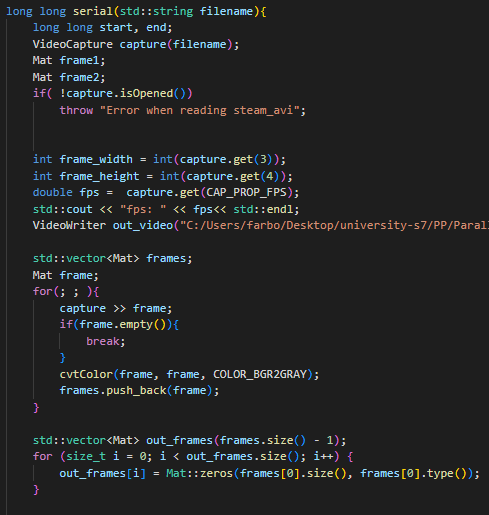 long long serial(std::string filename){
    long long start, end;
    VideoCapture capture(filename);
    Mat frame1;
    Mat frame2;
    if( !capture.isOpened())
        throw "Error when reading steam_avi";
    int frame_width = int(capture.get(3));
    int frame_height = int(capture.get(4));
    double fps =  capture.get(CAP_PROP_FPS);
    std::cout << "fps: " << fps<< std::endl;
    VideoWriter out_video("C:/Users/farbo/Desktop/university-s7/PP/Paral
    std::vector<Mat> frames;
    Mat frame;
    for(; ; ){
        capture >> frame;
        if(frame.empty()){
            break;
        }
        cvtColor(frame, frame, COLOR_BGR2GRAY);
        frames.push_back(frame);
    }
    std::vector<Mat> out_frames(frames.size() - 1);
    for (size_t i = 0; i < out_frames.size(); i++) {
        out_frames[i] = Mat::zeros(frames[0].size(), frames[0].type());
    }